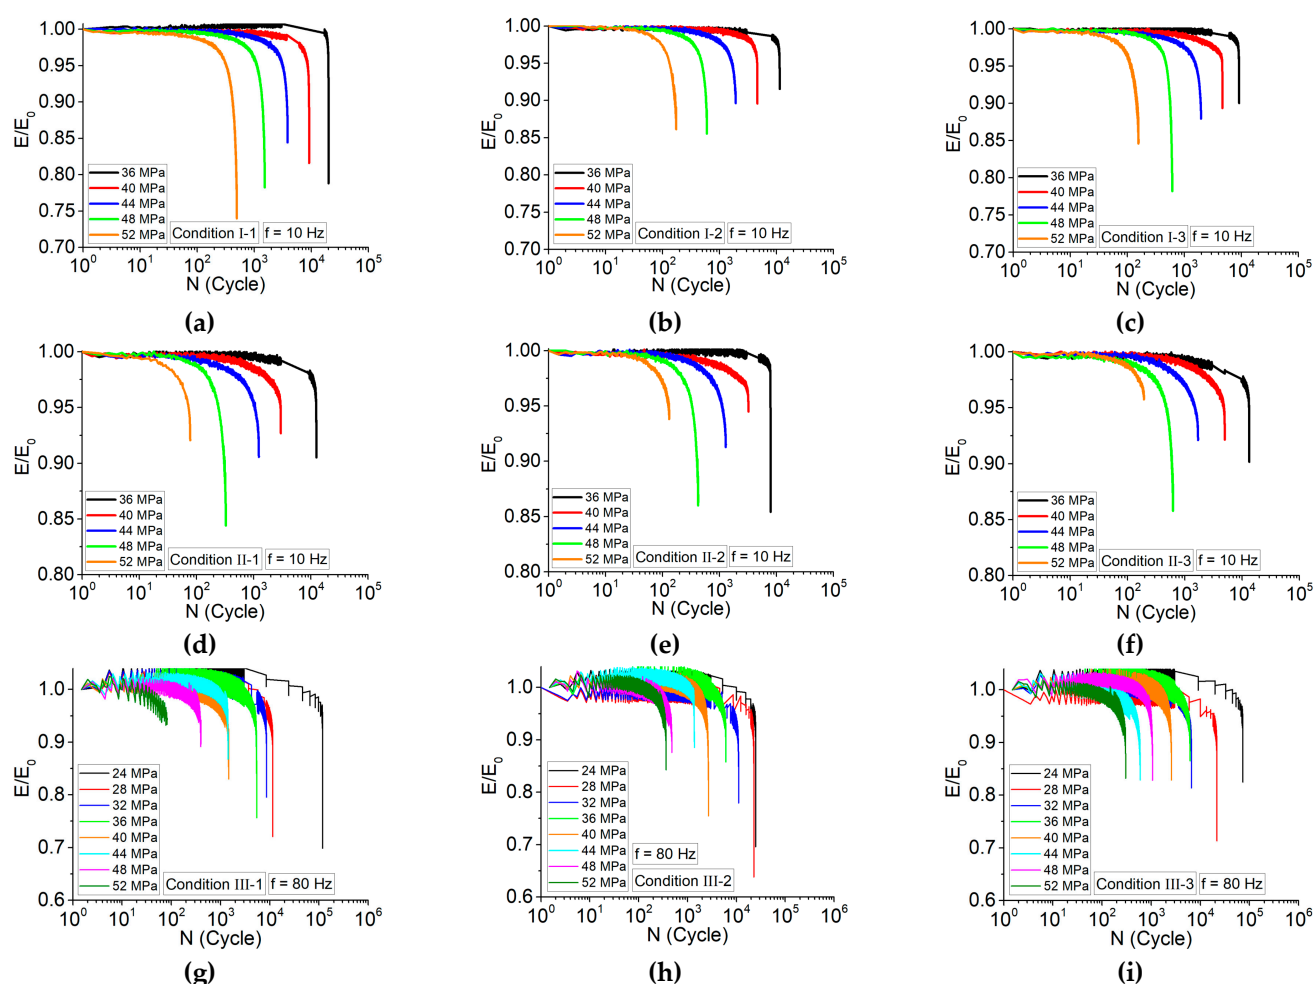 E/E0
1.00
0.95
0.90
0.85
0.80
0.75
0.70
36 MPa
40 MPa
44 MPa
48 MPa
52 MPa
Condition I-1
f = 10 Hz
10^0 10^1 10^2 10^3 10^4 10^5
N (Cycle)
(a)
E/E0
1.00
0.95
0.90
0.85
0.80
0.75
0.70
36 MPa
40 MPa
44 MPa
48 MPa
52 MPa
Condition I-2
f = 10 Hz
10^0 10^1 10^2 10^3 10^4 10^5
N (Cycle)
(b)
E/E0
1.00
0.95
0.90
0.85
0.80
0.75
0.70
36 MPa
40 MPa
44 MPa
48 MPa
52 MPa
Condition I-3
f = 10 Hz
10^0 10^1 10^2 10^3 10^4 10^5
N (Cycle)
(c)
E/E0
1.00
0.95
0.90
0.85
0.80
36 MPa
40 MPa
44 MPa
48 MPa
52 MPa
Condition II-1
f = 10 Hz
10^0 10^1 10^2 10^3 10^4 10^5
N (Cycle)
(d)
E/E0
1.00
0.95
0.90
0.85
0.80
36 MPa
40 MPa
44 MPa
48 MPa
52 MPa
Condition II-2
f = 10 Hz
10^0 10^1 10^2 10^3 10^4 10^5
N (Cycle)
(e)
E/E0
1.00
0.95
0.90
0.85
0.80
36 MPa
40 MPa
44 MPa
48 MPa
52 MPa
Condition II-3
f = 10 Hz
10^0 10^1 10^2 10^3 10^4 10^5
N (Cycle)
(f)
E/E0
1.0
0.9
0.8
0.7
0.6
24 MPa
28 MPa
32 MPa
36 MPa
40 MPa
44 MPa
48 MPa
52 MPa
Condition III-1
f = 80 Hz
10^0 10^1 10^2 10^3 10^4 10^5 10^6
N (Cycle)
(g)
E/E0
1.0
0.9
0.8
0.7
0.6
24 MPa
28 MPa
32 MPa
36 MPa
40 MPa
44 MPa
48 MPa
52 MPa
f = 80 Hz
Condition III-2
10^0 10^1 10^2 10^3 10^4 10^5 10^6
N (Cycle)
(h)
E/E0
1.0
0.9
0.8
0.7
0.6
24 MPa
28 MPa
32 MPa
36 MPa
40 MPa
44 MPa
48 MPa
52 MPa
Condition III-3
f = 80 Hz
10^0 10^1 10^2 10^3 10^4 10^5 10^6
N (Cycle)
(i)